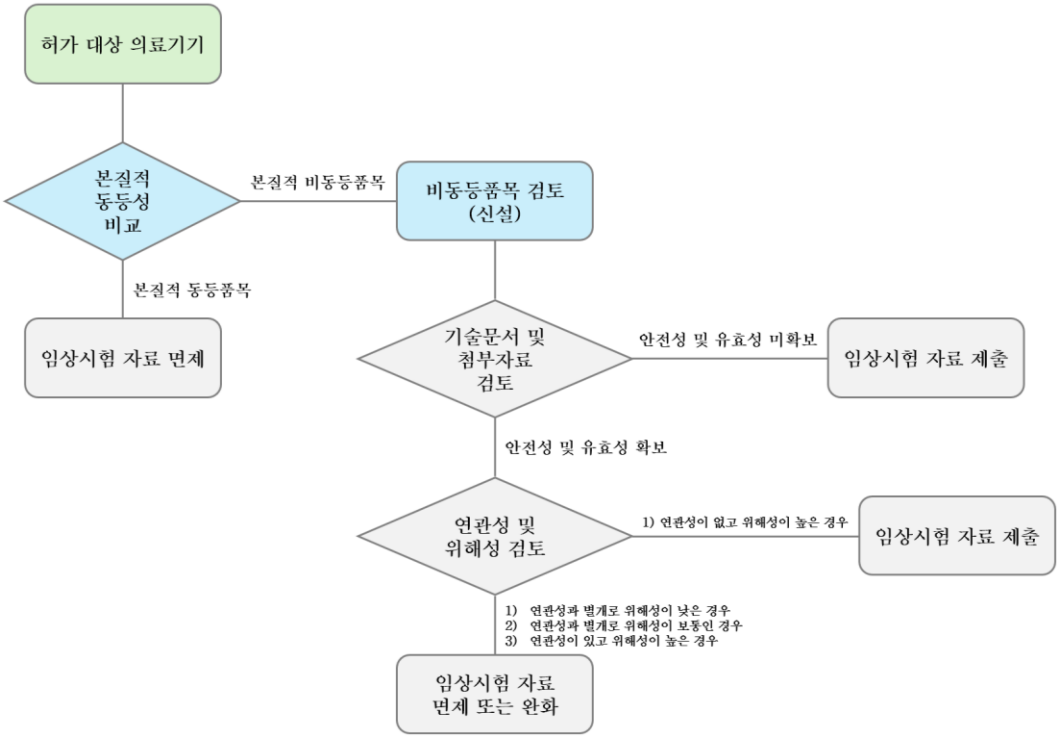 허가 대상 의료기기
본질적
동등성
비교
본질적 비동등품목
비동등품목 검토
(신설)
본질적 동등품목
임상시험 자료 면제
기술문서 및
첨부자료
검토
안전성 및 유효성 미확보
임상시험 자료 제출
안전성 및 유효성 확보
연관성 및
위해성 검토
1) 연관성이 없고 위해성이 높은 경우
임상시험 자료 제출
1) 연관성과 별개로 위해성이 낮은 경우
2) 연관성과 별개로 위해성이 보통인 경우
3) 연관성이 있고 위해성이 높은 경우
임상시험 자료
면제 또는 완화